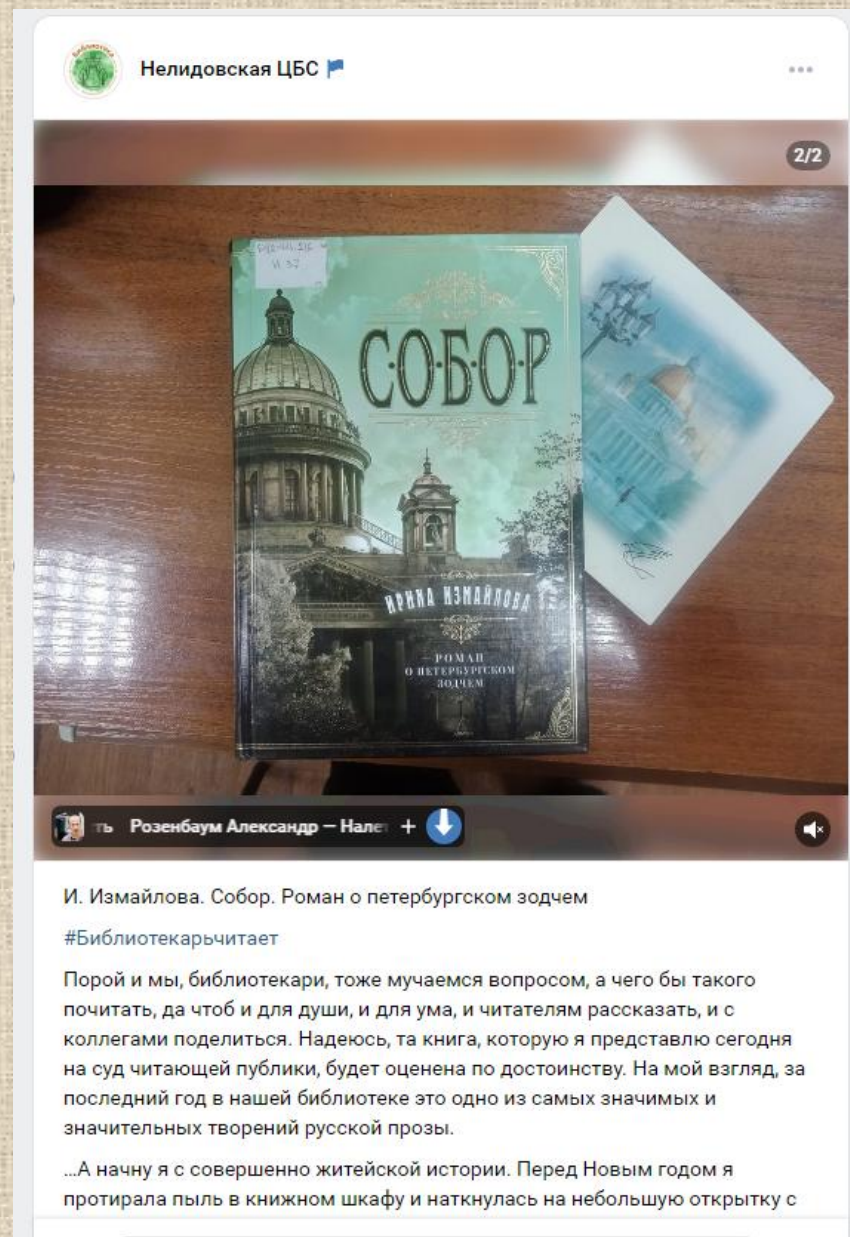 Библиотека
Нелидовская ЦБС
2/2
И 37
СОБОР
ИРИНА ИЗМАЙЛОВА
РОМАН
О ПЕТЕРБУРГСКОМ
ЗОДЧЕМ
ть Розенбаум Александр — Нале
И. Измайлова. Собор. Роман о петербургском зодчем
#Библиотекарьчитает
Порой и мы, библиотекари, тоже мучаемся вопросом, а чего бы такого
почитать, да чтоб и для души, и для ума, и читателям рассказать, и с
коллегами поделиться. Надеюсь, та книга, которую я представлю сегодня
на суд читающей публики, будет оценена по достоинству. На мой взгляд, за
последний год в нашей библиотеке это одно из самых значимых и
значительных творений русской прозы.
...А начну я с совершенно житейской истории. Перед Новым годом я
протирала пыль в книжном шкафу и наткнулась на небольшую открытку с